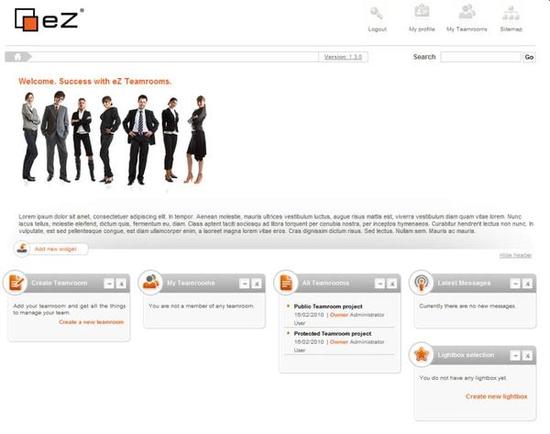 eZ®
Logout
My profile
My Teamrooms
Sitemap
Version: 1.3.0
Search
Go
Welcome. Success with eZ Teamrooms.
Lorem ipsum dolor sit amet, consectetuer adipiscing elit. In tempor. Aenean molestie, mauris ultrices vestibulum luctus, augue risus mattis est, viverra vestibulum diam quam vitae lorem. Nunc
lacus tellus, molestie eleifend, dictum quis, fermentum eu, diam. Class aptent taciti sociosqu ad litora torquent per conubia nostra, per inceptos hymenaeos. Curabitur hendrerit lectus non nunc. In
vulputate, est sed pellentesque congue, est diam ullamcorper enim, a laoreet magna lorem vitae eros. Cras dignissim dictum risus. Sed lectus. Nullam sem. Mauris ac mauris.
Add new widget
Hide header
Create Teamroom
Add your teamroom and get all the things
to manage your team.
Create a new teamroom
My Teamrooms
You are not a member of any teamroom.
All Teamrooms
Public Teamroom project
15/02/2010 | Owner Administrator
User
Protected Teamroom project
15/02/2010 | Owner Administrator
User
Latest Messages
Currently there are no new messages.
Lightbox selection
You do not have any lightbox yet.
Create new lightbox